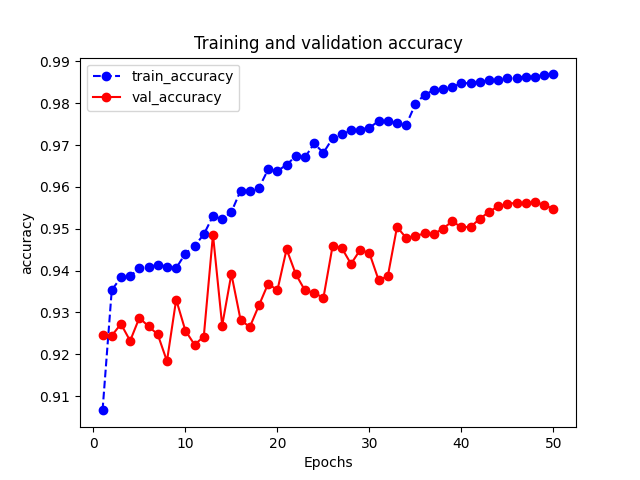 Training and validation accuracy
train_accuracy
val_accuracy
0.99
0.98
0.97
0.96
0.95
0.94
0.93
0.92
0.91
accuracy
0 10 20 30 40 50
Epochs